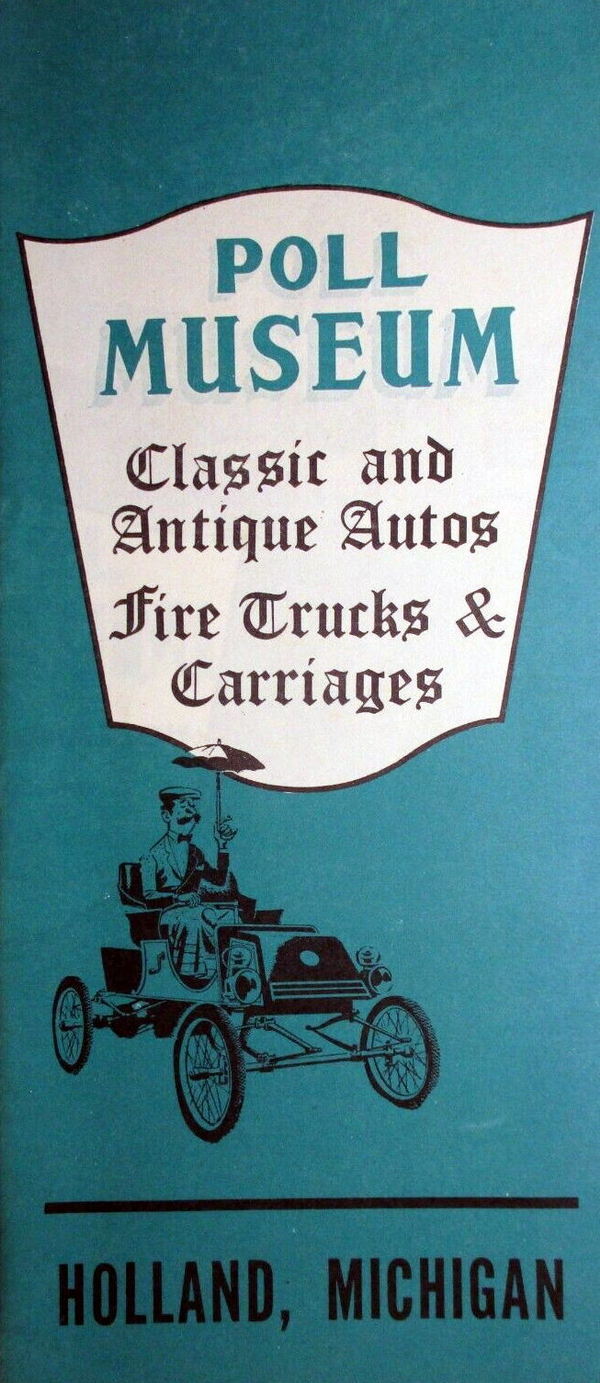 POLL
MUSEUM
Classic and
Antique Autos
Fire Trucks &
Carriages
HOLLAND, MICHIGAN